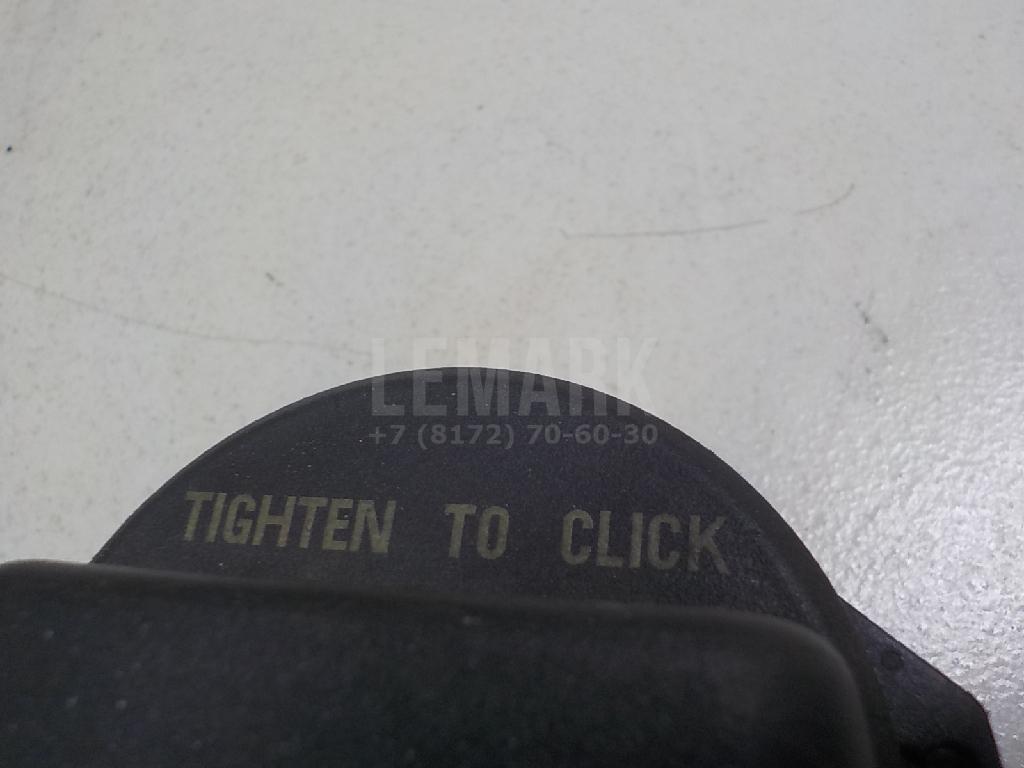 LEMARK
+7 (8172) 70-60-30
TIGHTEN TO CLICK